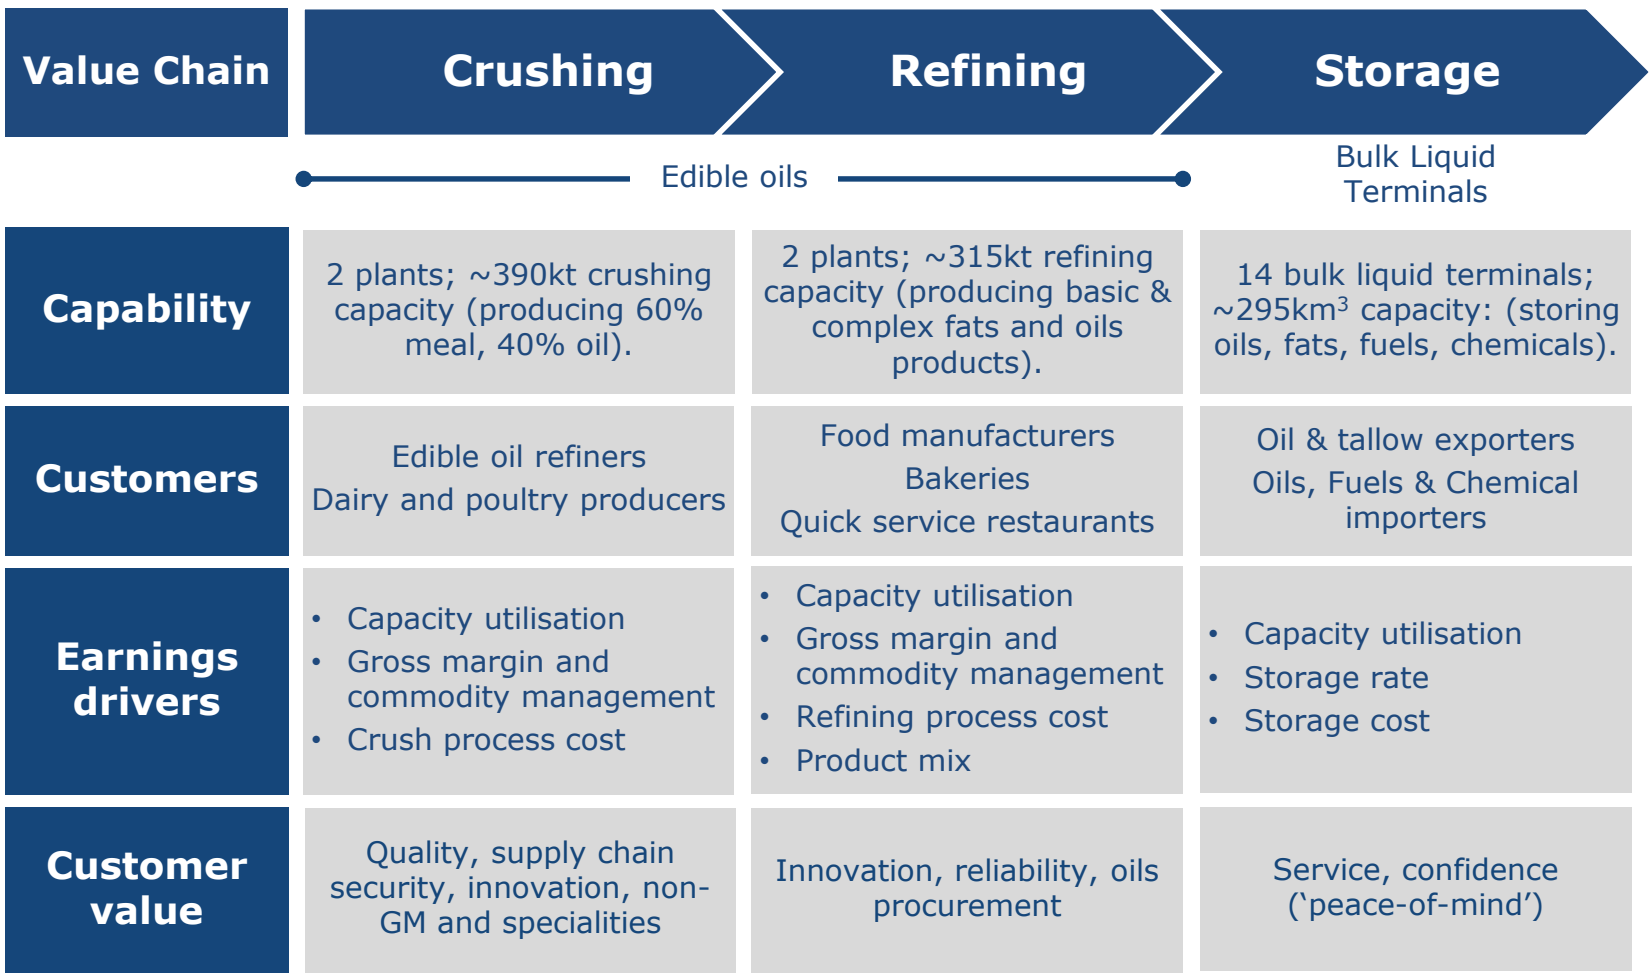 Value Chain
Crushing
Refining
Storage
Edible oils
Bulk Liquid
Terminals
Capability
2 plants; ~390kt crushing
capacity (producing 60%
meal, 40% oil).
2 plants; ~315kt refining
capacity (producing basic &
complex fats and oils
products).
14 bulk liquid terminals;
~295km³ capacity: (storing
oils, fats, fuels, chemicals).
Customers
Edible oil refiners
Dairy and poultry producers
Food manufacturers
Bakeries
Quick service restaurants
Oil & tallow exporters
Oils, Fuels & Chemical
importers
Earnings
drivers
• Capacity utilisation
• Gross margin and
commodity management
• Crush process cost
• Capacity utilisation
• Gross margin and
commodity management
• Refining process cost
• Product mix
• Capacity utilisation
• Storage rate
• Storage cost
Customer
value
Quality, supply chain
security, innovation, non-
GM and specialities
Innovation, reliability, oils
procurement
Service, confidence
(‘peace-of-mind’)